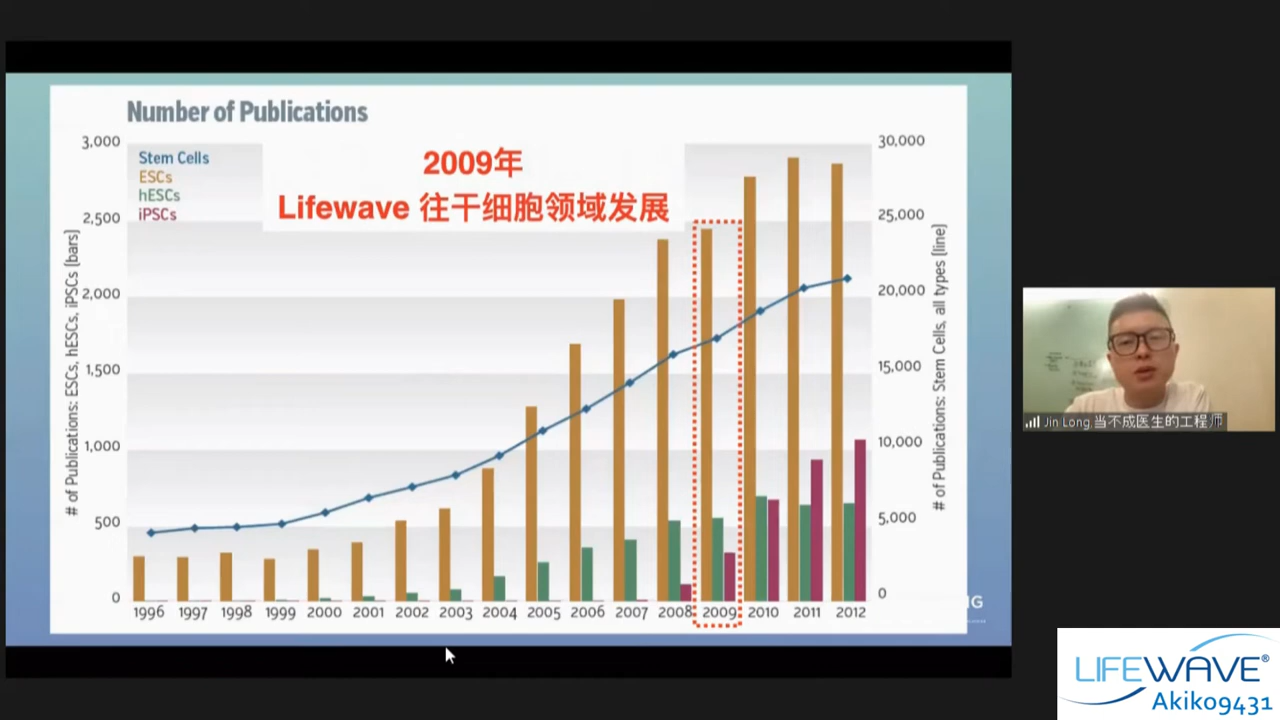 Number of Publications
3,000
2,500
2,000
1,500
1,000
500
0
# of Publications: ESCs, hESCs, iPSCs (bars)
Stem Cells
ESCs
hESCs
iPSCs
2009年
Lifewave 往干细胞领域发展
30,000
25,000
20,000
15,000
10,000
5,000
0
# of Publications: Stem Cells, all types (line)
1996 1997 1998 1999 2000 2001 2002 2003 2004 2005 2006 2007 2008 2009 2010 2011 2012
NG
Jin Long 当不成医生的工程师
LIFEWAVE®
Akiko9431